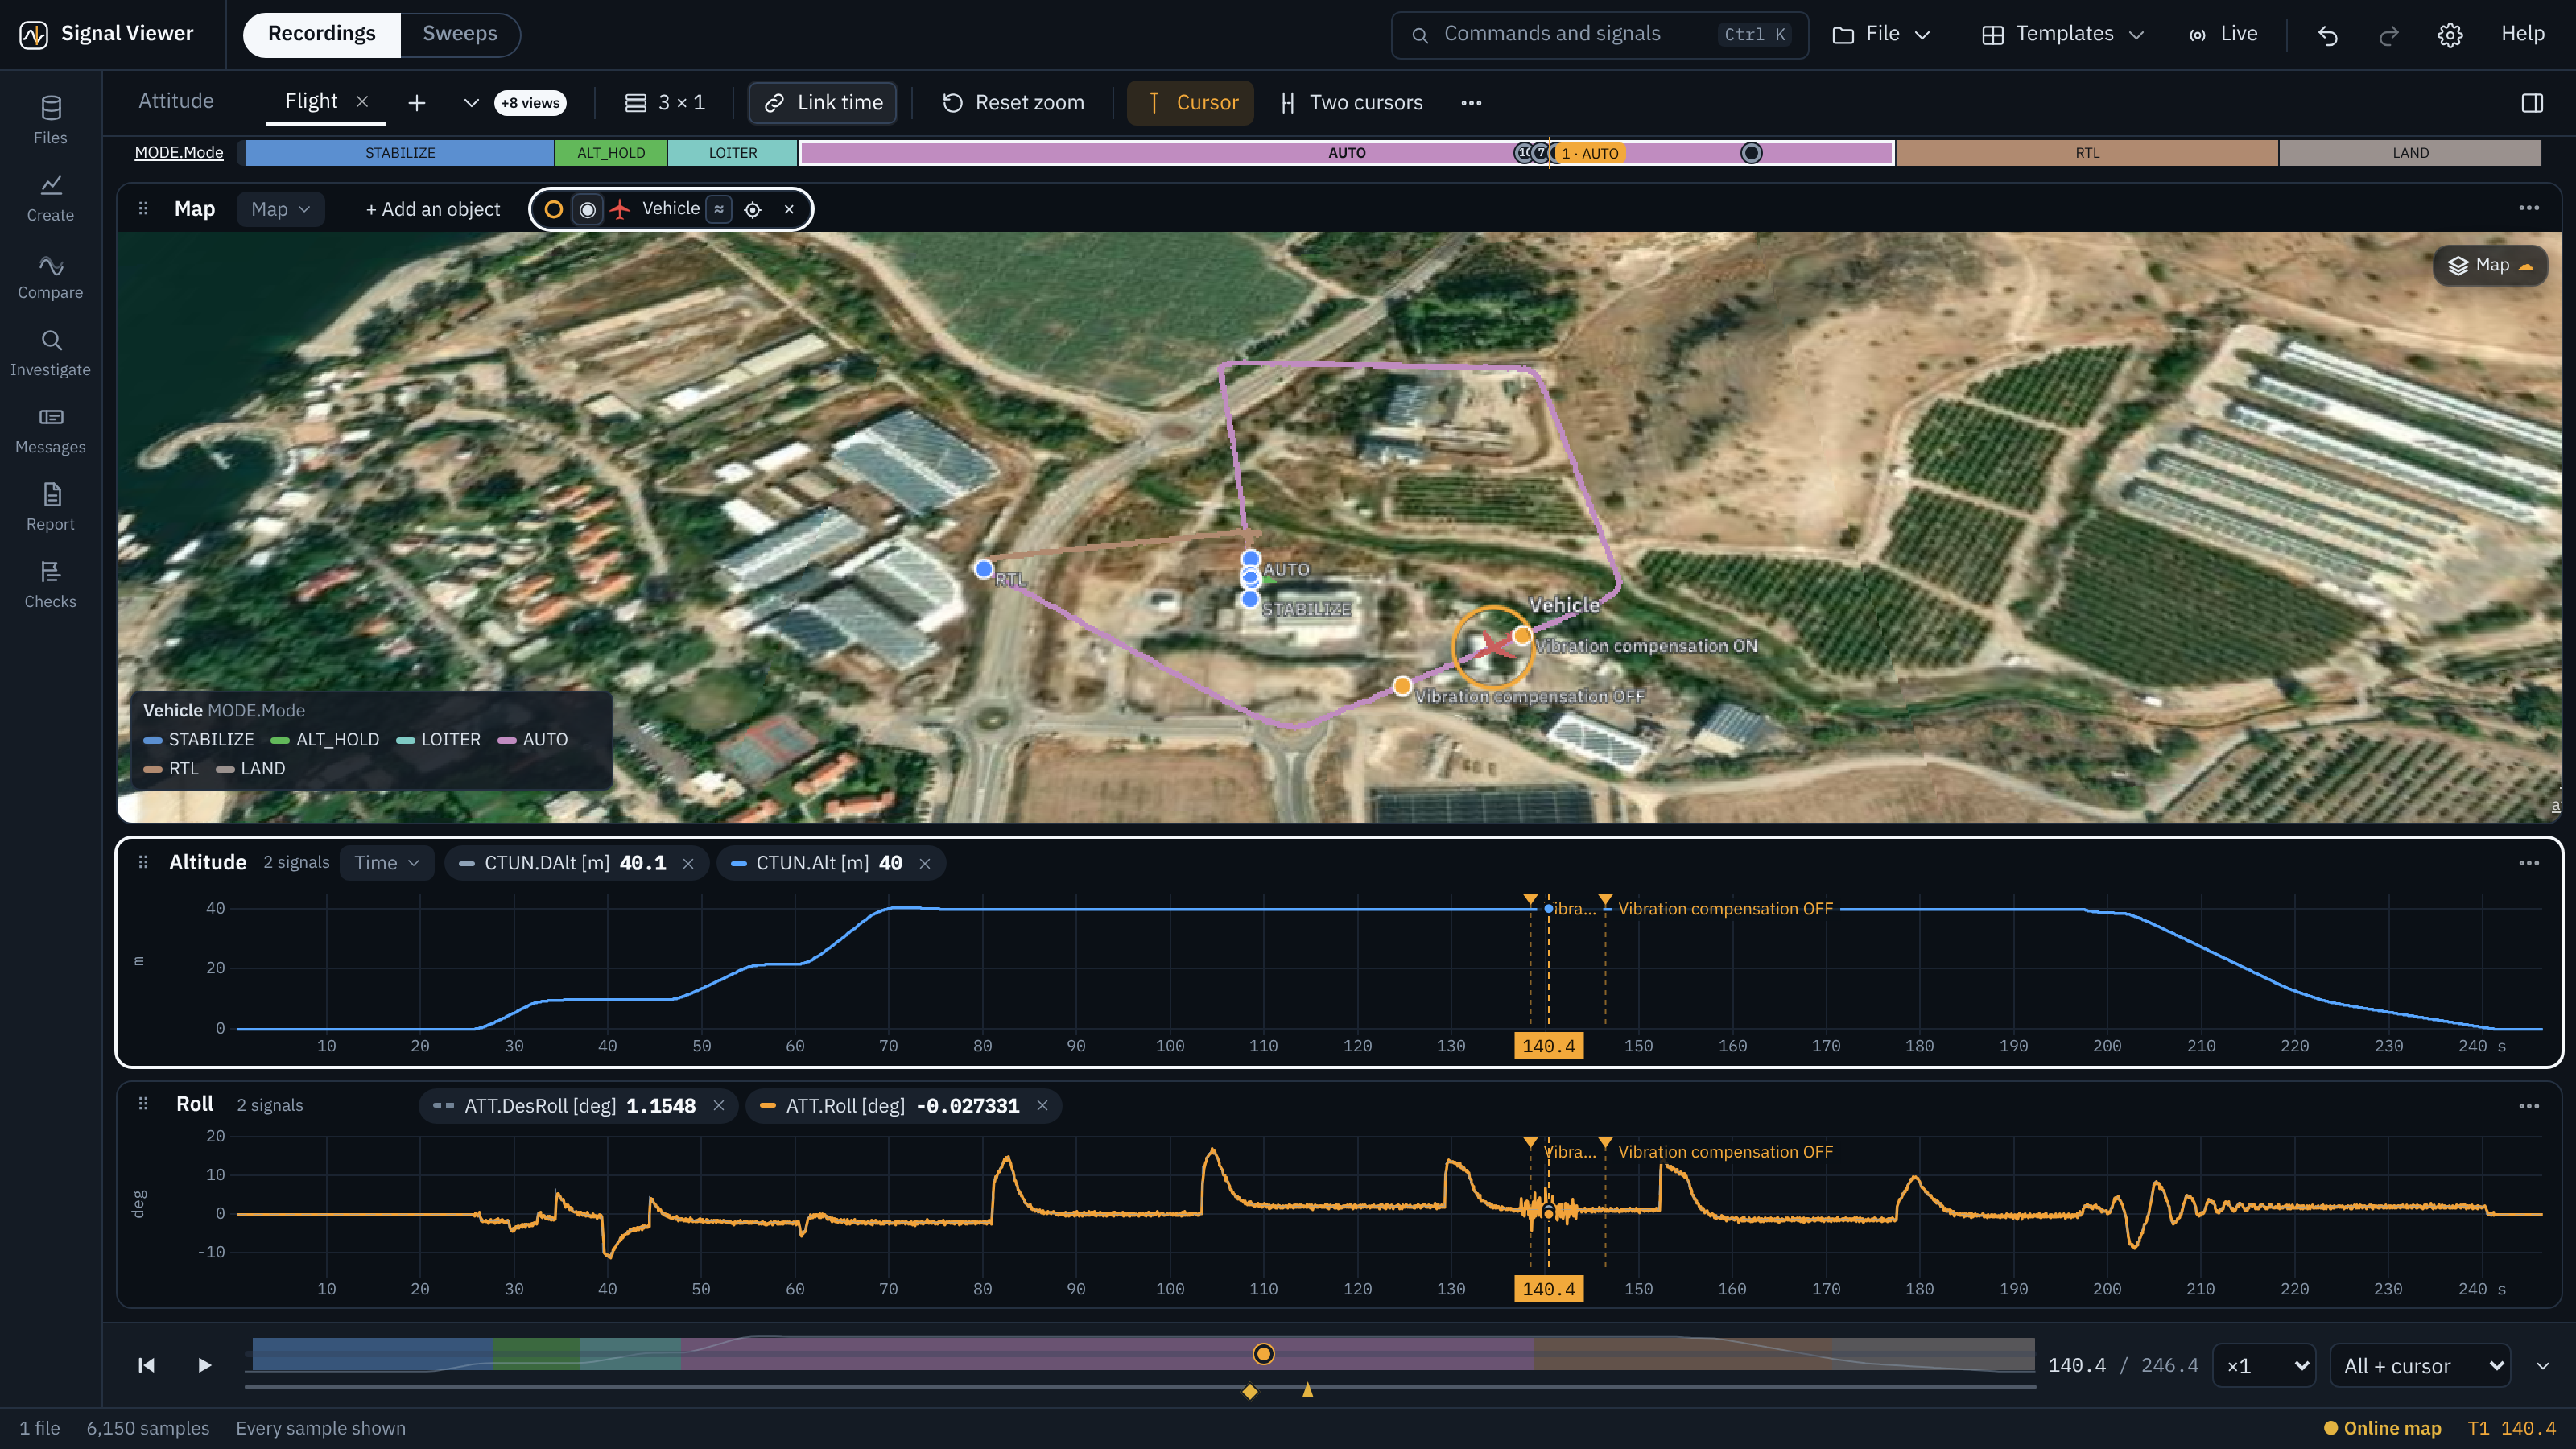 Signal Viewer
Recordings
Sweeps
Commands and signals
Ctrl K
File
Templates
Live
Help
Attitude
Flight
+8 views
3 × 1
Link time
Reset zoom
Cursor
Two cursors
Files
Create
Compare
Investigate
Messages
Report
Checks
MODE.Mode
STABILIZE
ALT_HOLD
LOITER
AUTO
7
1 · AUTO
RTL
LAND
Map
Map
+ Add an object
Vehicle
Map
RTL
AUTO
STABILIZE
Vehicle
Vibration compensation ON
Vibration compensation OFF
Vehicle MODE.Mode
STABILIZE ALT_HOLD LOITER AUTO
RTL LAND
a
Altitude
2 signals
Time
CTUN.DAlt [m] 40.1
CTUN.Alt [m] 40
40
20
0
m
ibra...
Vibration compensation OFF
10 20 30 40 50 60 70 80 90 100 110 120 130 140.4 150 160 170 180 190 200 210 220 230 240 s
Roll
2 signals
ATT.DesRoll [deg] 1.1548
ATT.Roll [deg] -0.027331
20
10
0
-10
deg
Vibra...
Vibration compensation OFF
10 20 30 40 50 60 70 80 90 100 110 120 130 140.4 150 160 170 180 190 200 210 220 230 240 s
140.4 / 246.4
×1
All + cursor
1 file
6,150 samples
Every sample shown
Online map
T1 140.4